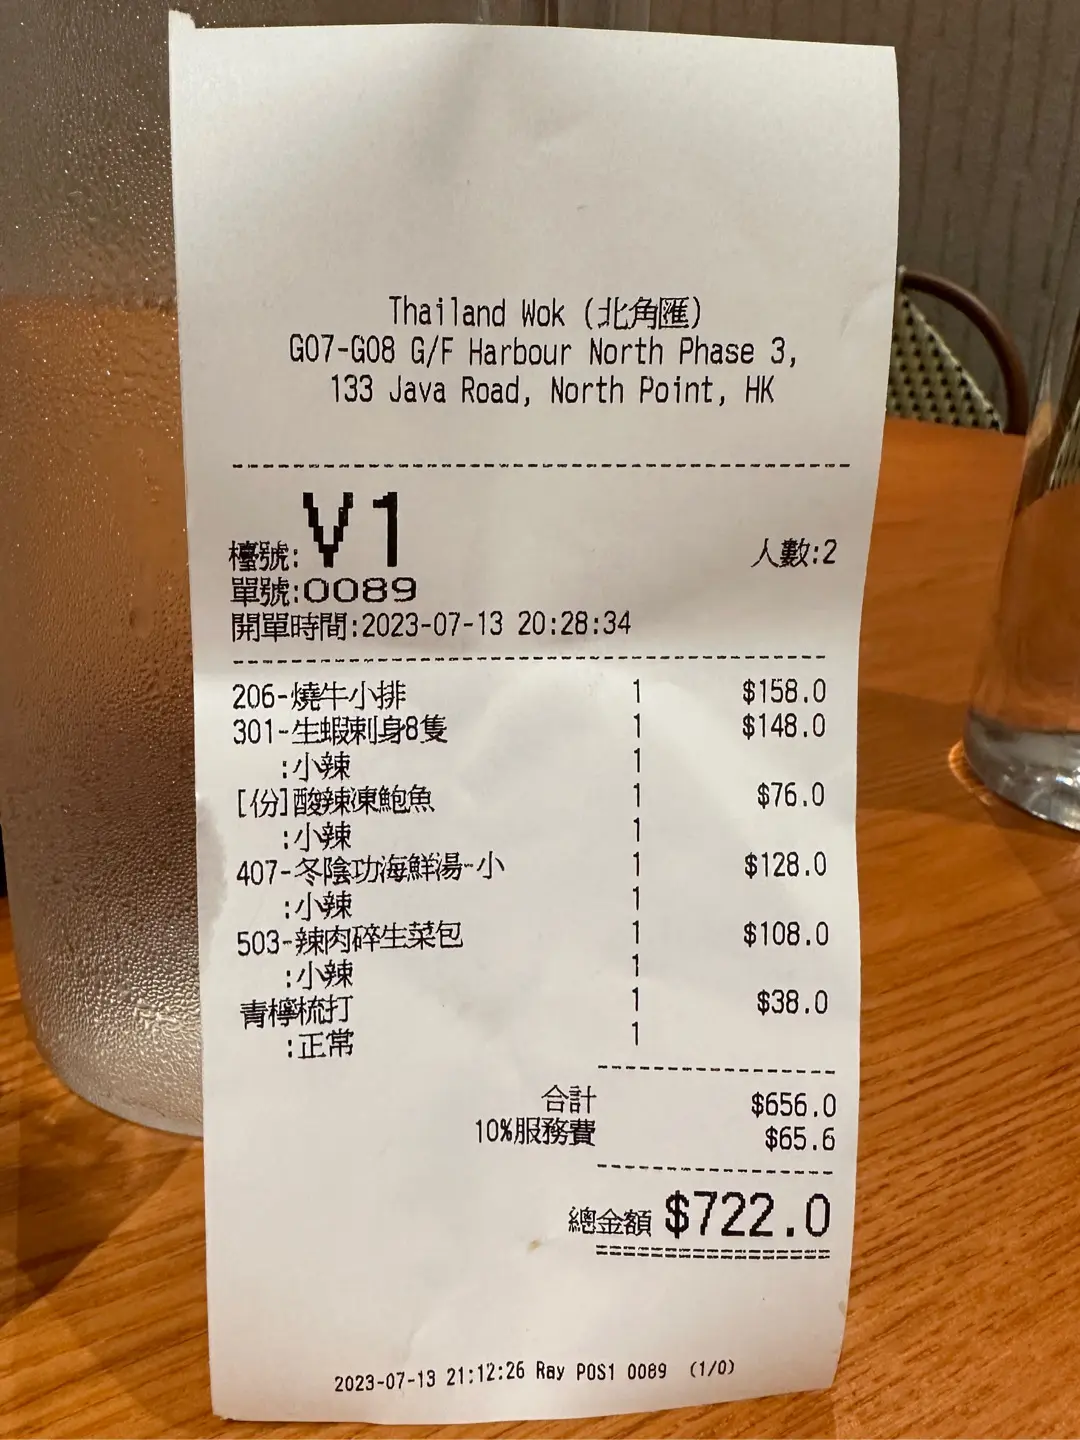 Thailand Wok (北角匯)
G07-G08 G/F Harbour North Phase 3,
133 Java Road, North Point, HK
檯號:V1 人數:2
單號:0089
開單時間:2023-07-13 20:28:34
206-燒牛小排 1 $158.0
301-生蝦刺身8隻 1 $148.0
:小辣 1
[份]酸辣凍鮑魚 1 $76.0
:小辣 1
407-冬陰功海鮮湯-小 1 $128.0
:小辣 1
503-辣肉碎生菜包 1 $108.0
:小辣 1
青檸梳打 1 $38.0
:正常 1
合計 $656.0
10%服務費 $65.6
總金額 $722.0
2023-07-13 21:12:26 Ray POS1 0089 (1/0)